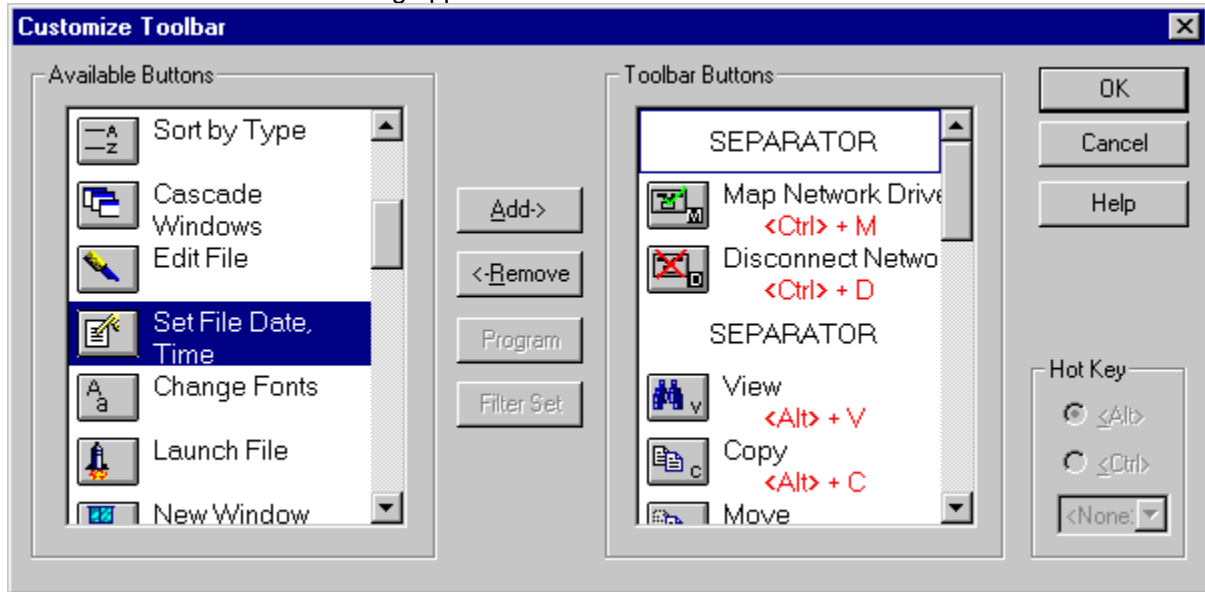 Customize Toolbar
Available Buttons
Sort by Type
Cascade
Windows
Edit File
Set File Date,
Time
Change Fonts
Launch File
New Window
Add->
<-Remove
Program
Filter Set
Toolbar Buttons
SEPARATOR
Map Network Drive
<Ctrl> + M
Disconnect Netwo
<Ctrl> + D
SEPARATOR
View
<Alt> + V
Copy
<Alt> + C
Move
OK
Cancel
Help
Hot Key
<Alt>
<Ctrl>
<None: